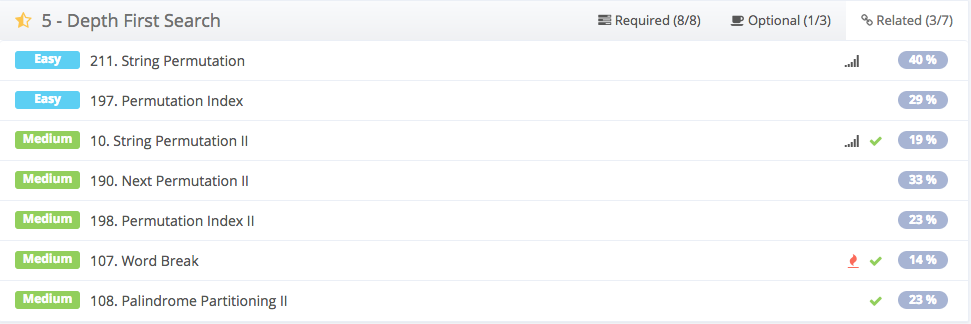 5 - Depth First Search Required (8/8) Optional (1/3) Related (3/7)
Easy 211. String Permutation 40 %
Easy 197. Permutation Index 29 %
Medium 10. String Permutation II 19 %
Medium 190. Next Permutation II 33 %
Medium 198. Permutation Index II 23 %
Medium 107. Word Break 14 %
Medium 108. Palindrome Partitioning II 23 %